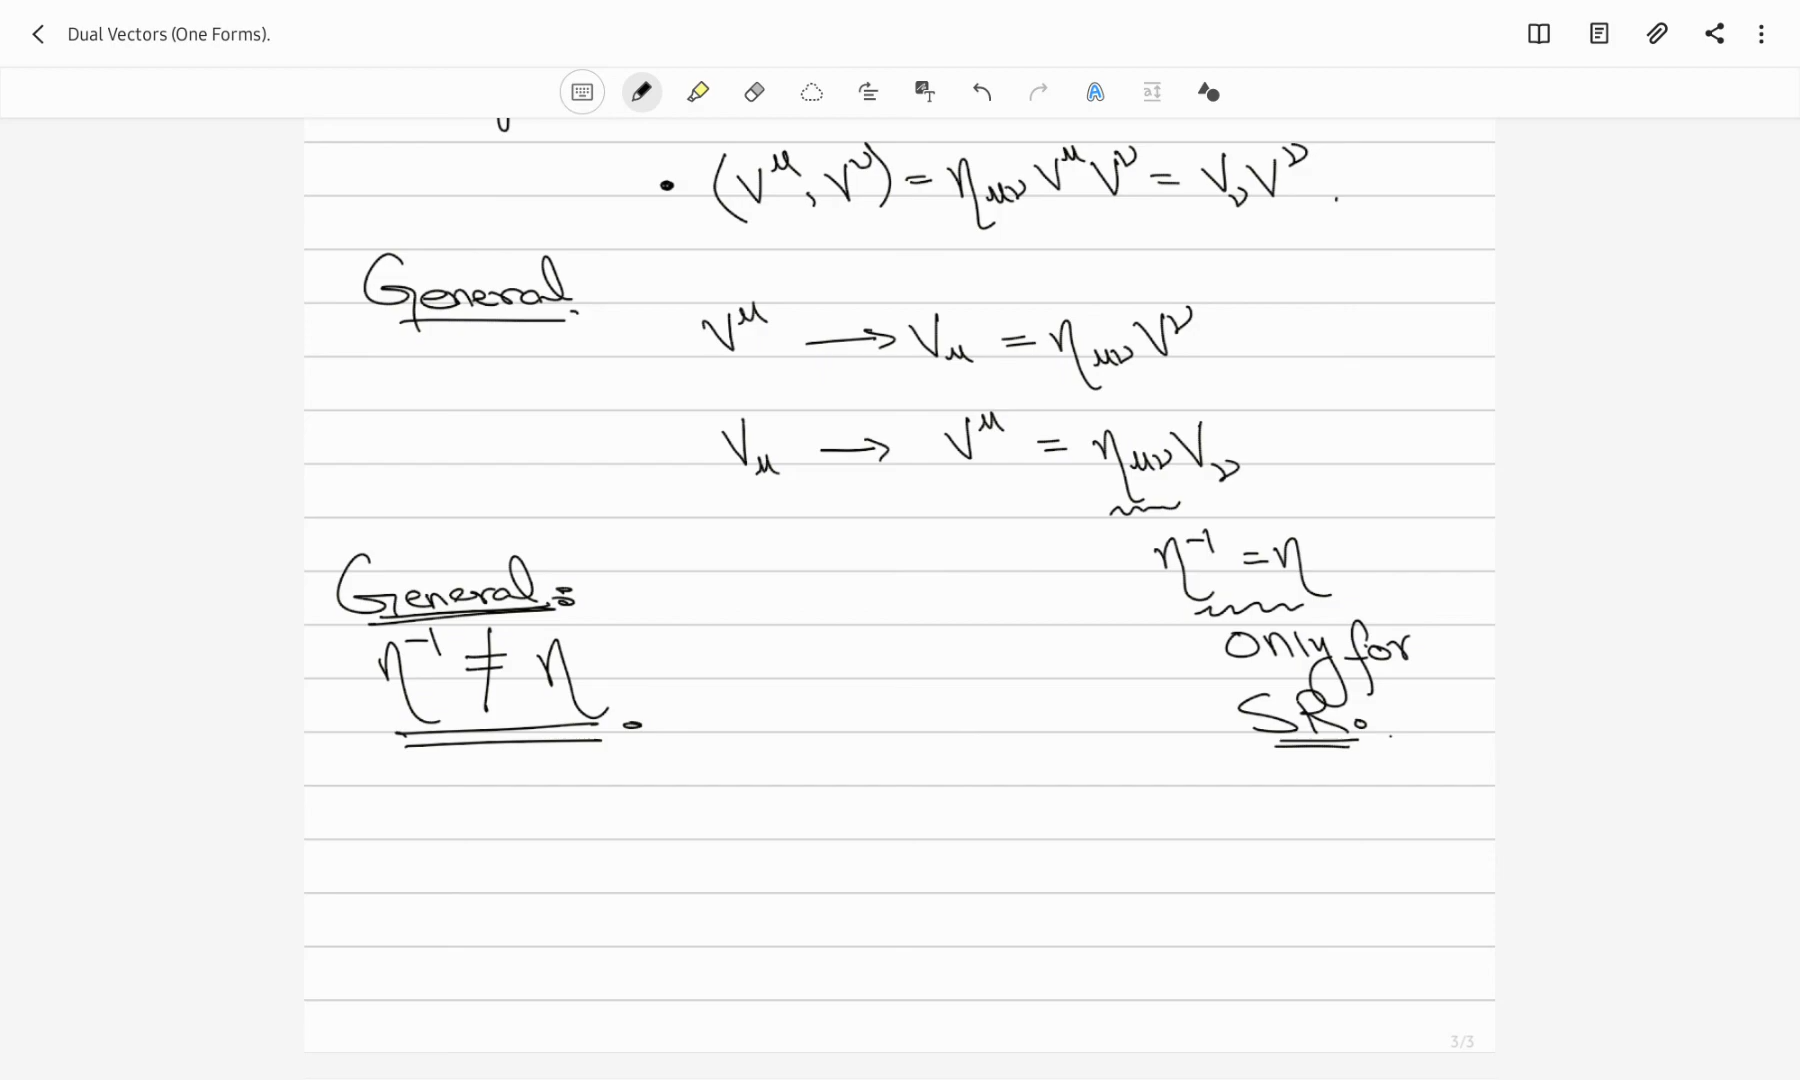 Dual Vectors (One Forms).
• (V^μ, V^ν) = η_μν V^μ V^ν = V_ν V^ν.
General.
V^μ → V_μ = η_μν V^ν
V_μ → V^μ = η_μν V_ν
η^-1 = η
only for
SR.
General:
η^-1 ≠ η.
3/3